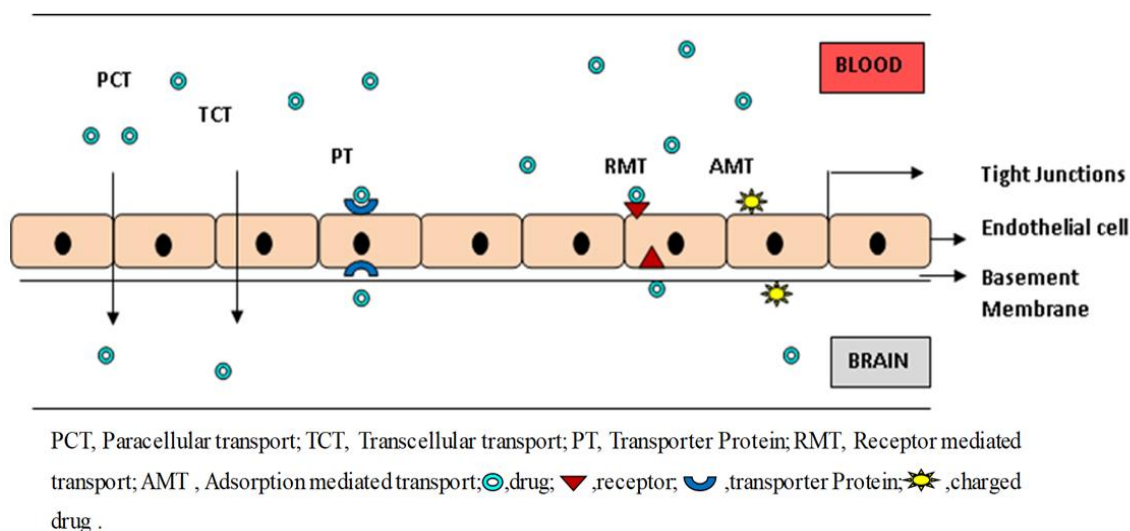 BLOOD
PCT
TCT
PT
RMT
AMT
Tight Junctions
Endothelial cell
Basement
Membrane
BRAIN
PCT, Paracellular transport; TCT, Transcellular transport; PT, Transporter Protein; RMT, Receptor mediated
transport; AMT , Adsorption mediated transport; ,drug; ,receptor; ,transporter Protein; ,charged
drug .